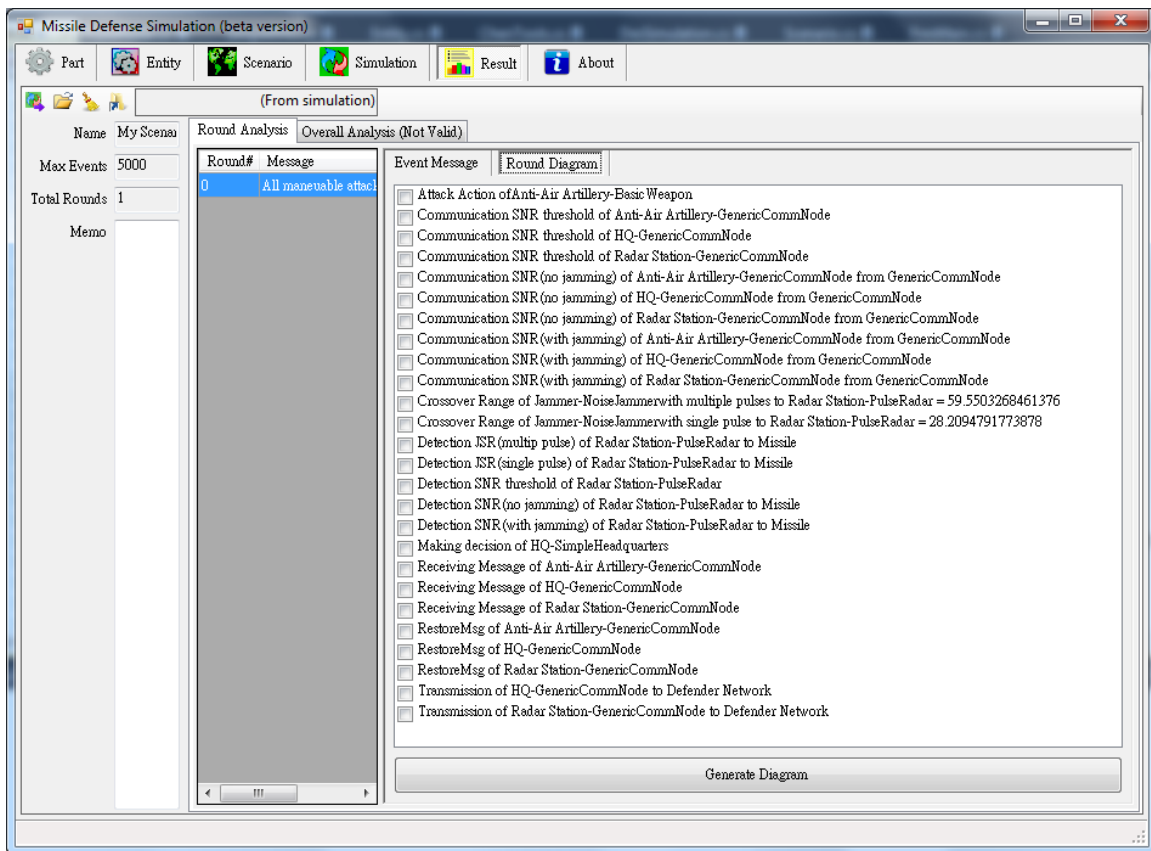 Missile Defense Simulation (beta version)
Part Entity Scenario Simulation Result About
(From simulation)
Name My Scenar
Max Events 5000
Total Rounds 1
Memo
Round Analysis Overall Analysis (Not Valid)
Round# Message
0 All maneuable attack
Event Message Round Diagram
Attack Action ofAnti-Air Artillery-BasicWeapon
Communication SNR threshold of Anti-Air Artillery-GenericCommNode
Communication SNR threshold of HQ-GenericCommNode
Communication SNR threshold of Radar Station-GenericCommNode
Communication SNR(no jamming) of Anti-Air Artillery-GenericCommNode from GenericCommNode
Communication SNR(no jamming) of HQ-GenericCommNode from GenericCommNode
Communication SNR(no jamming) of Radar Station-GenericCommNode from GenericCommNode
Communication SNR(with jamming) of Anti-Air Artillery-GenericCommNode from GenericCommNode
Communication SNR(with jamming) of HQ-GenericCommNode from GenericCommNode
Communication SNR(with jamming) of Radar Station-GenericCommNode from GenericCommNode
Crossover Range of Jammer-NoiseJammerwith multiple pulses to Radar Station-PulseRadar = 59.5503268461376
Crossover Range of Jammer-NoiseJammerwith single pulse to Radar Station-PulseRadar = 28.2094791773878
Detection JSR(multip pulse) of Radar Station-PulseRadar to Missile
Detection JSR(single pulse) of Radar Station-PulseRadar to Missile
Detection SNR threshold of Radar Station-PulseRadar
Detection SNR(no jamming) of Radar Station-PulseRadar to Missile
Detection SNR(with jamming) of Radar Station-PulseRadar to Missile
Making decision of HQ-SimpleHeadquarters
Receiving Message of Anti-Air Artillery-GenericCommNode
Receiving Message of HQ-GenericCommNode
Receiving Message of Radar Station-GenericCommNode
RestoreMsg of Anti-Air Artillery-GenericCommNode
RestoreMsg of HQ-GenericCommNode
RestoreMsg of Radar Station-GenericCommNode
Transmission of HQ-GenericCommNode to Defender Network
Transmission of Radar Station-GenericCommNode to Defender Network
Generate Diagram